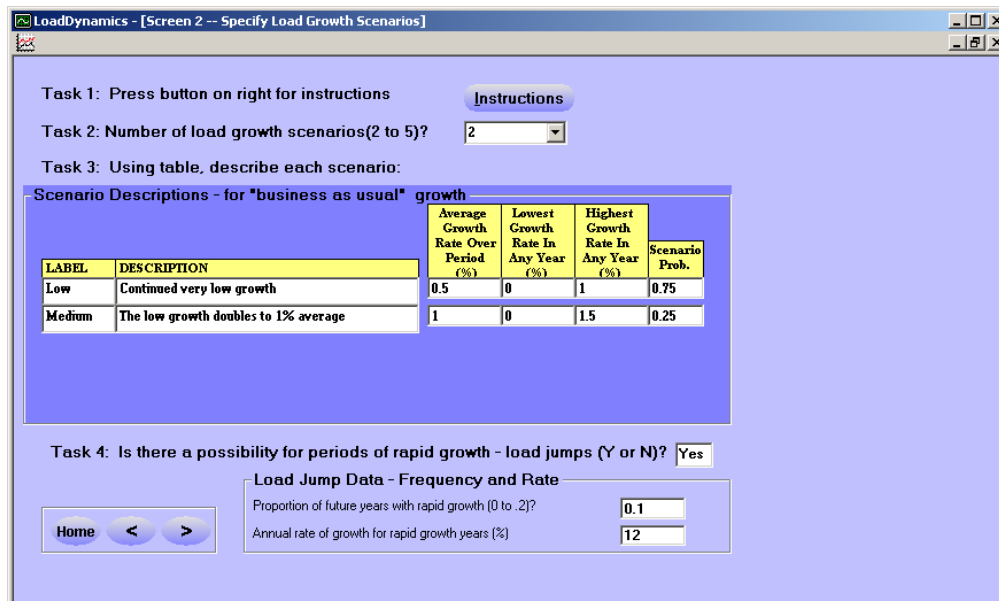 LoadDynamics - [Screen 2 -- Specify Load Growth Scenarios]
Task 1: Press button on right for instructions
Instructions
Task 2: Number of load growth scenarios(2 to 5)?
2
Task 3: Using table, describe each scenario:
Scenario Descriptions - for "business as usual" growth
LABEL
DESCRIPTION
Average
Growth
Rate Over
Period
(%)
Lowest
Growth
Rate In
Any Year
(%)
Highest
Growth
Rate In
Any Year
(%)
Scenario
Prob.
Low
Continued very low growth
0.5
0
1
0.75
Medium
The low growth doubles to 1% average
1
0
1.5
0.25
Task 4: Is there a possibility for periods of rapid growth - load jumps (Y or N)?
Yes
Load Jump Data - Frequency and Rate
Proportion of future years with rapid growth (0 to .2)?
0.1
Annual rate of growth for rapid growth years (%)
12
Home
<
>